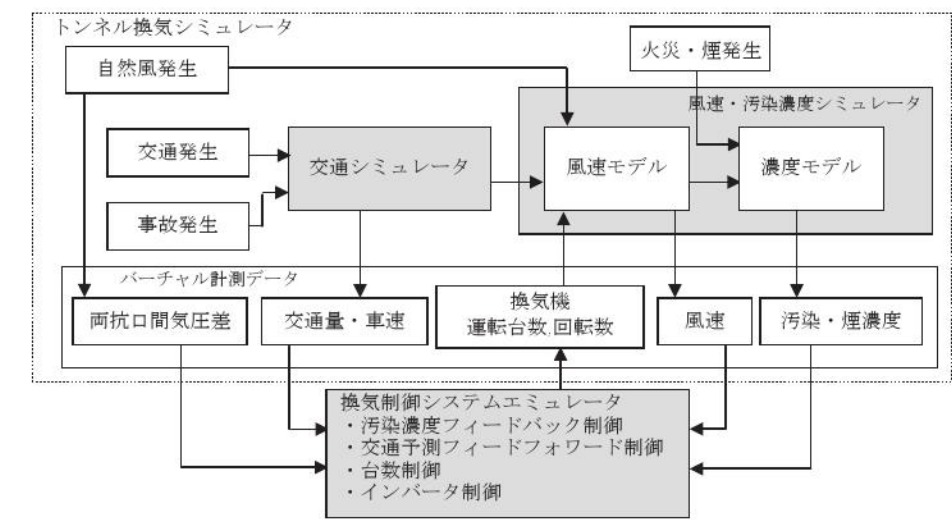 トンネル換気シミュレータ
自然風発生
火災・煙発生
風速・汚染濃度シミュレータ
交通発生
交通シミュレータ
風速モデル
濃度モデル
事故発生
バーチャル計測データ
両抗口間気圧差
交通量・車速
換気機
運転台数,回転数
風速
汚染・煙濃度
換気制御システムエミュレータ
・汚染濃度フィードバック制御
・交通予測フィードフォワード制御
・台数制御
・インバータ制御